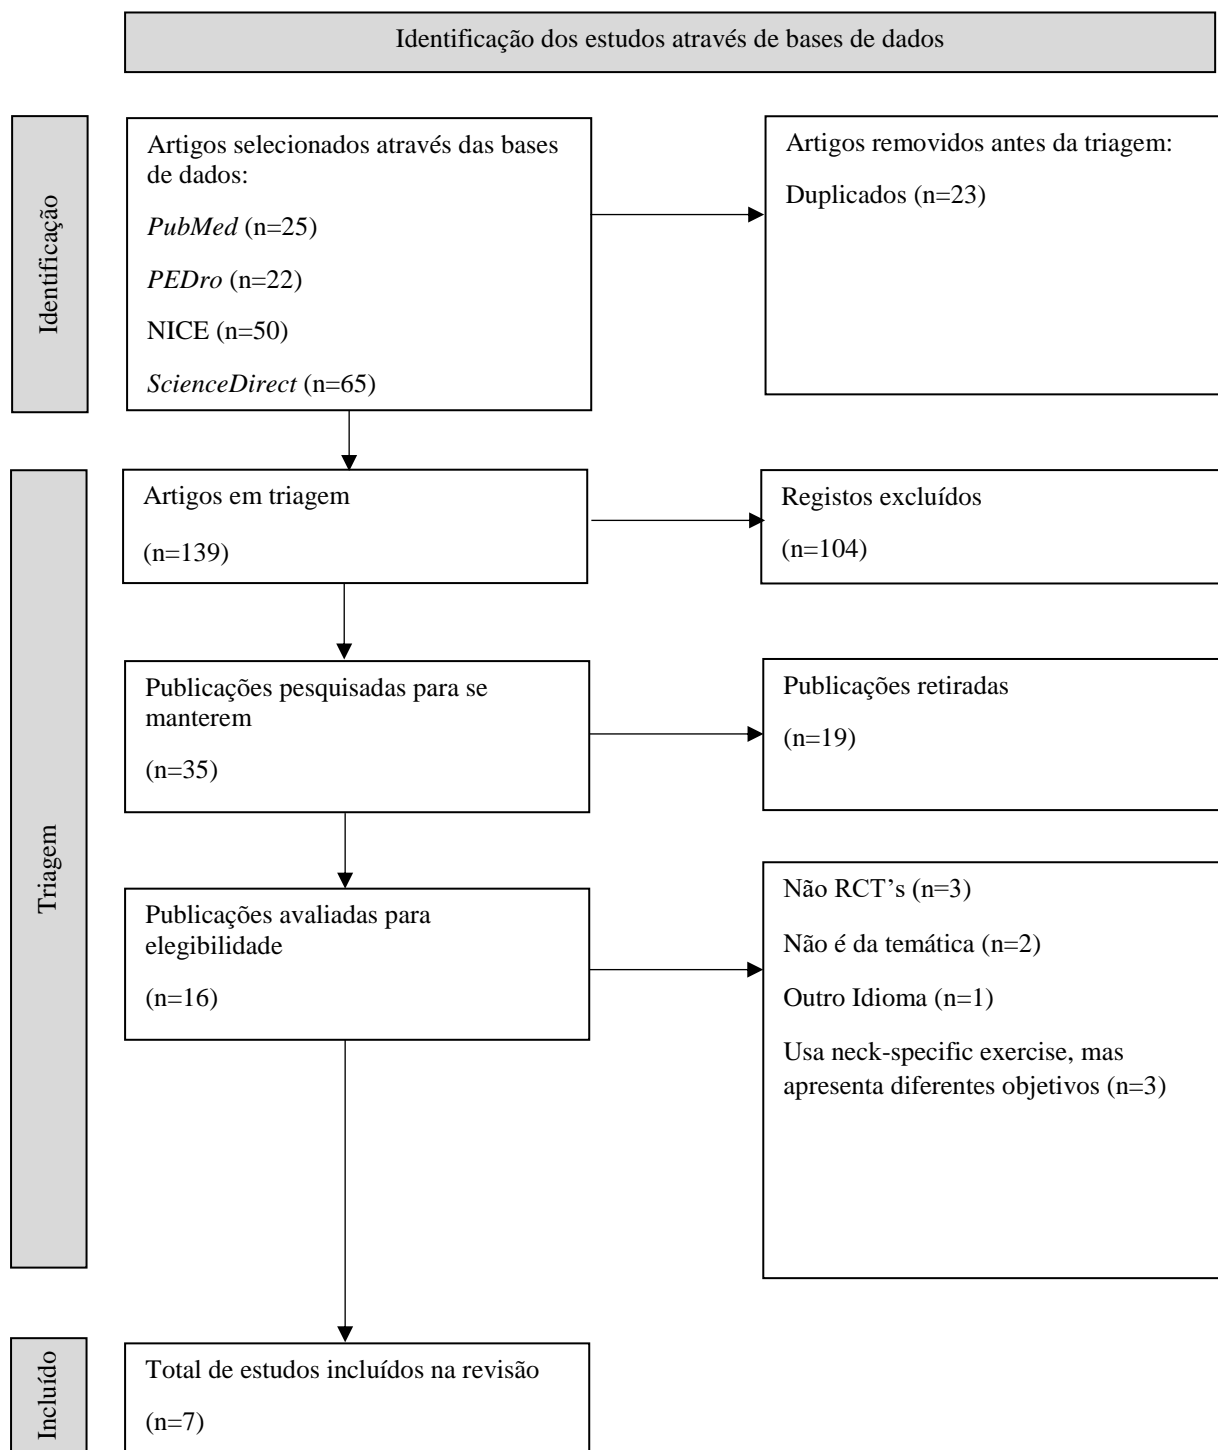 Identificação dos estudos através de bases de dados
Identificação
Artigos selecionados através das bases
de dados:
PubMed (n=25)
PEDro (n=22)
NICE (n=50)
ScienceDirect (n=65)
Artigos removidos antes da triagem:
Duplicados (n=23)
Triagem
Artigos em triagem
(n=139)
Registos excluídos
(n=104)
Publicações pesquisadas para se
manterem
(n=35)
Publicações retiradas
(n=19)
Publicações avaliadas para
elegibilidade
(n=16)
Não RCT’s (n=3)
Não é da temática (n=2)
Outro Idioma (n=1)
Usa neck-specific exercise, mas
apresenta diferentes objetivos (n=3)
Incluído
Total de estudos incluídos na revisão
(n=7)